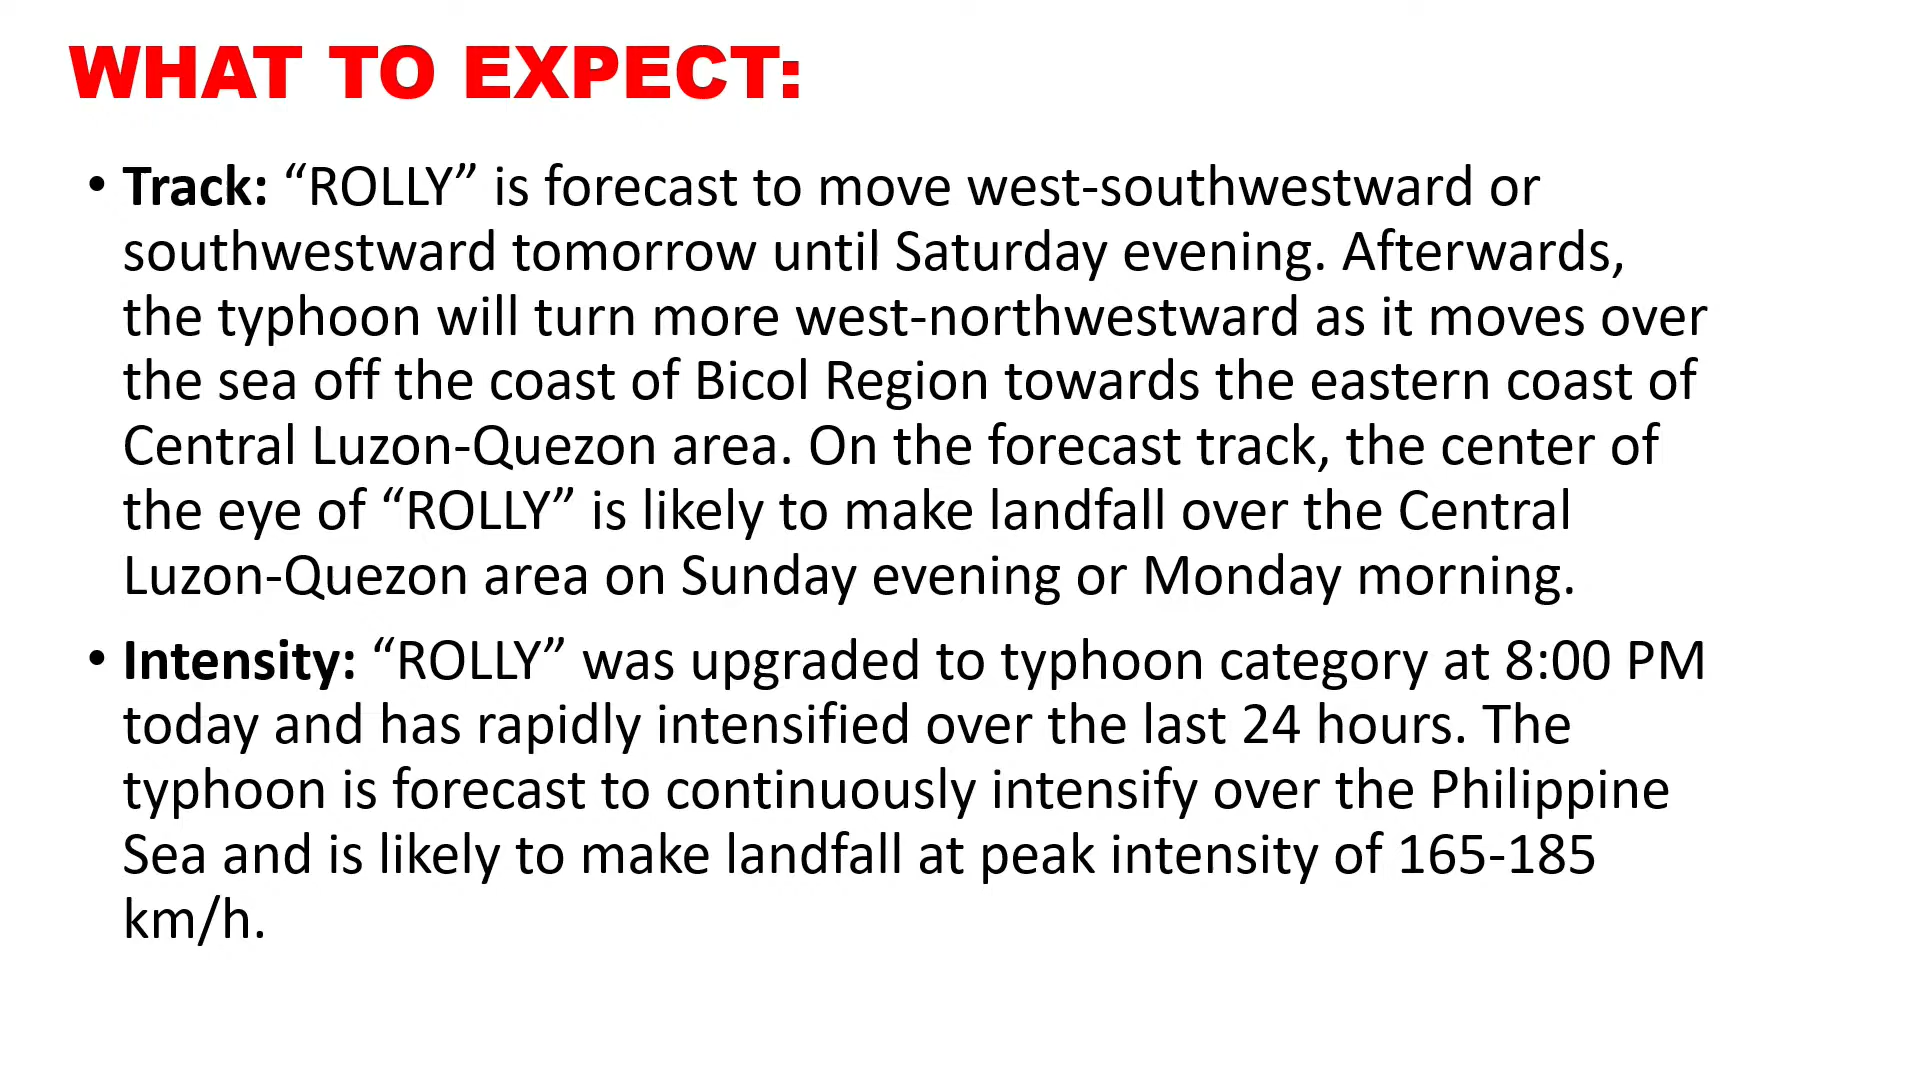 WHAT TO EXPECT:
• Track: “ROLLY” is forecast to move west-southwestward or
southwestward tomorrow until Saturday evening. Afterwards,
the typhoon will turn more west-northwestward as it moves over
the sea off the coast of Bicol Region towards the eastern coast of
Central Luzon-Quezon area. On the forecast track, the center of
the eye of “ROLLY” is likely to make landfall over the Central
Luzon-Quezon area on Sunday evening or Monday morning.
• Intensity: “ROLLY” was upgraded to typhoon category at 8:00 PM
today and has rapidly intensified over the last 24 hours. The
typhoon is forecast to continuously intensify over the Philippine
Sea and is likely to make landfall at peak intensity of 165-185
km/h.